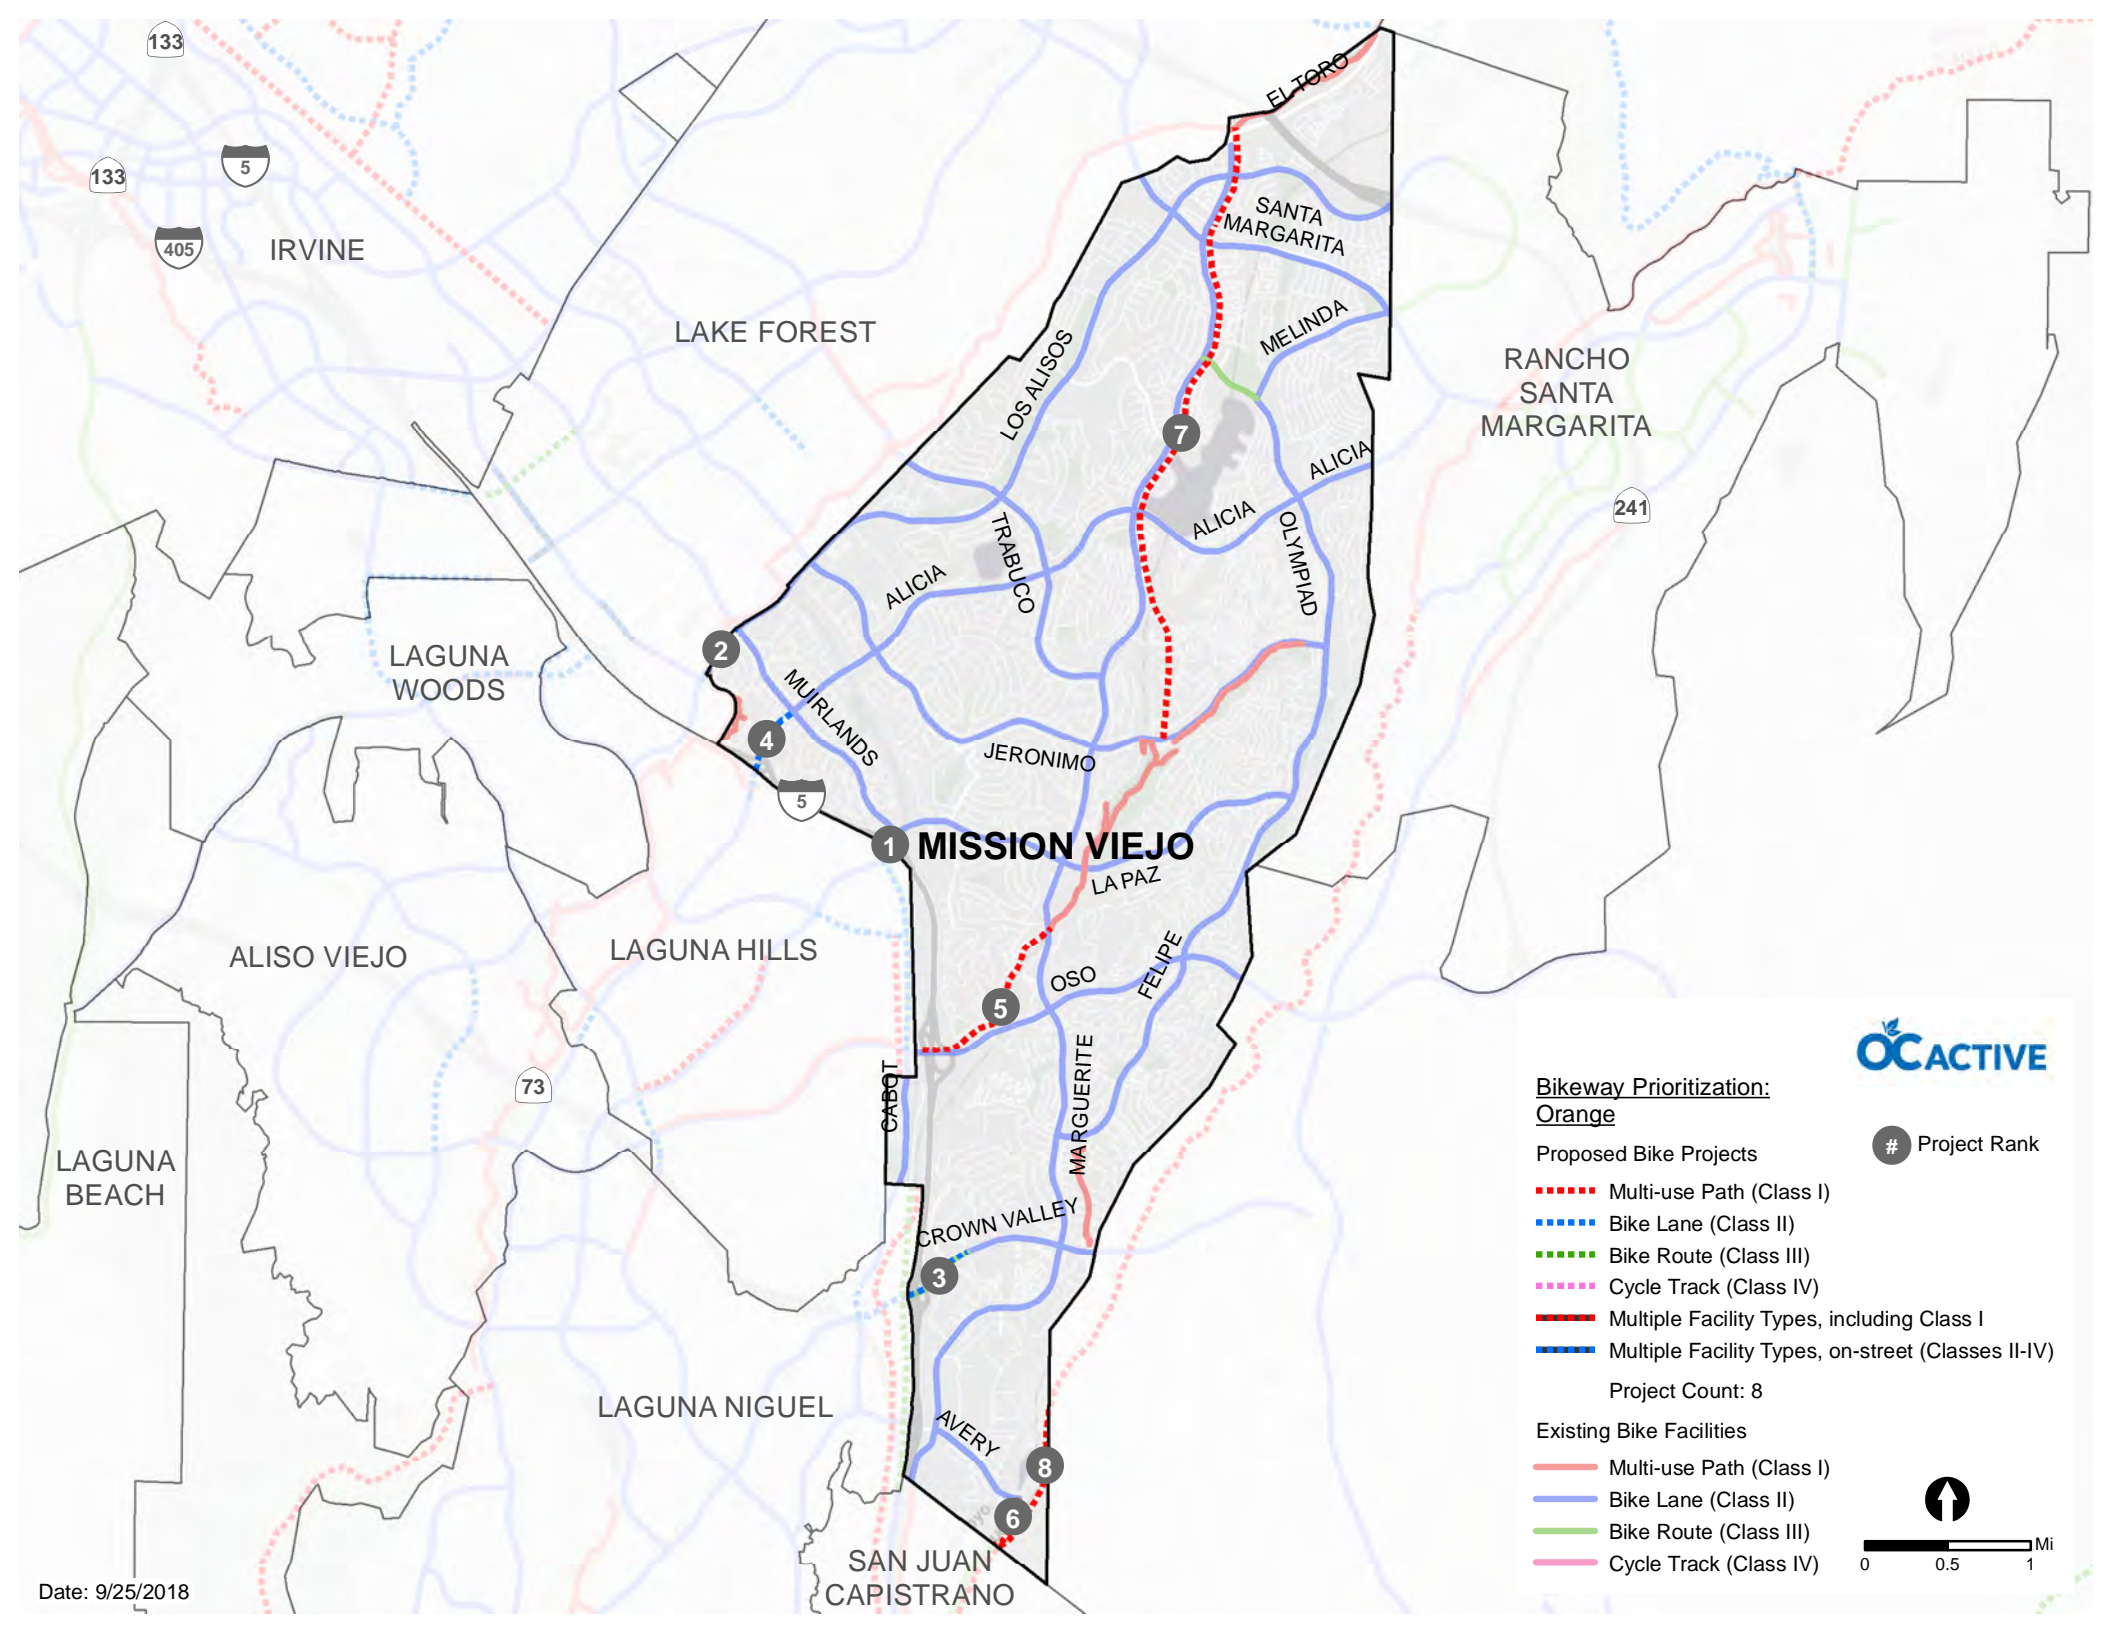 133
133
5
405
IRVINE
LAKE FOREST
EL TORO
SANTA
MARGARITA
MELINDA
LOS ALISOS
RANCHO
SANTA
MARGARITA
7
ALICIA
ALICIA
241
TRABUCO
OLYMPIAD
ALICIA
LAGUNA
WOODS
2
MUIRLANDS
4
JERONIMO
5
1
MISSION VIEJO
LA PAZ
ALISO VIEJO
LAGUNA HILLS
FELIPE
OSO
5
73
CABOT
MARGUERITE
LAGUNA
BEACH
CROWN VALLEY
3
LAGUNA NIGUEL
AVERY
8
6
SAN JUAN
CAPISTRANO
Date: 9/25/2018
OC ACTIVE
Bikeway Prioritization:
Orange
# Project Rank
Proposed Bike Projects
Multi-use Path (Class I)
Bike Lane (Class II)
Bike Route (Class III)
Cycle Track (Class IV)
Multiple Facility Types, including Class I
Multiple Facility Types, on-street (Classes II-IV)
Project Count: 8
Existing Bike Facilities
Multi-use Path (Class I)
Bike Lane (Class II)
Bike Route (Class III)
Cycle Track (Class IV)
Mi
0 0.5 1